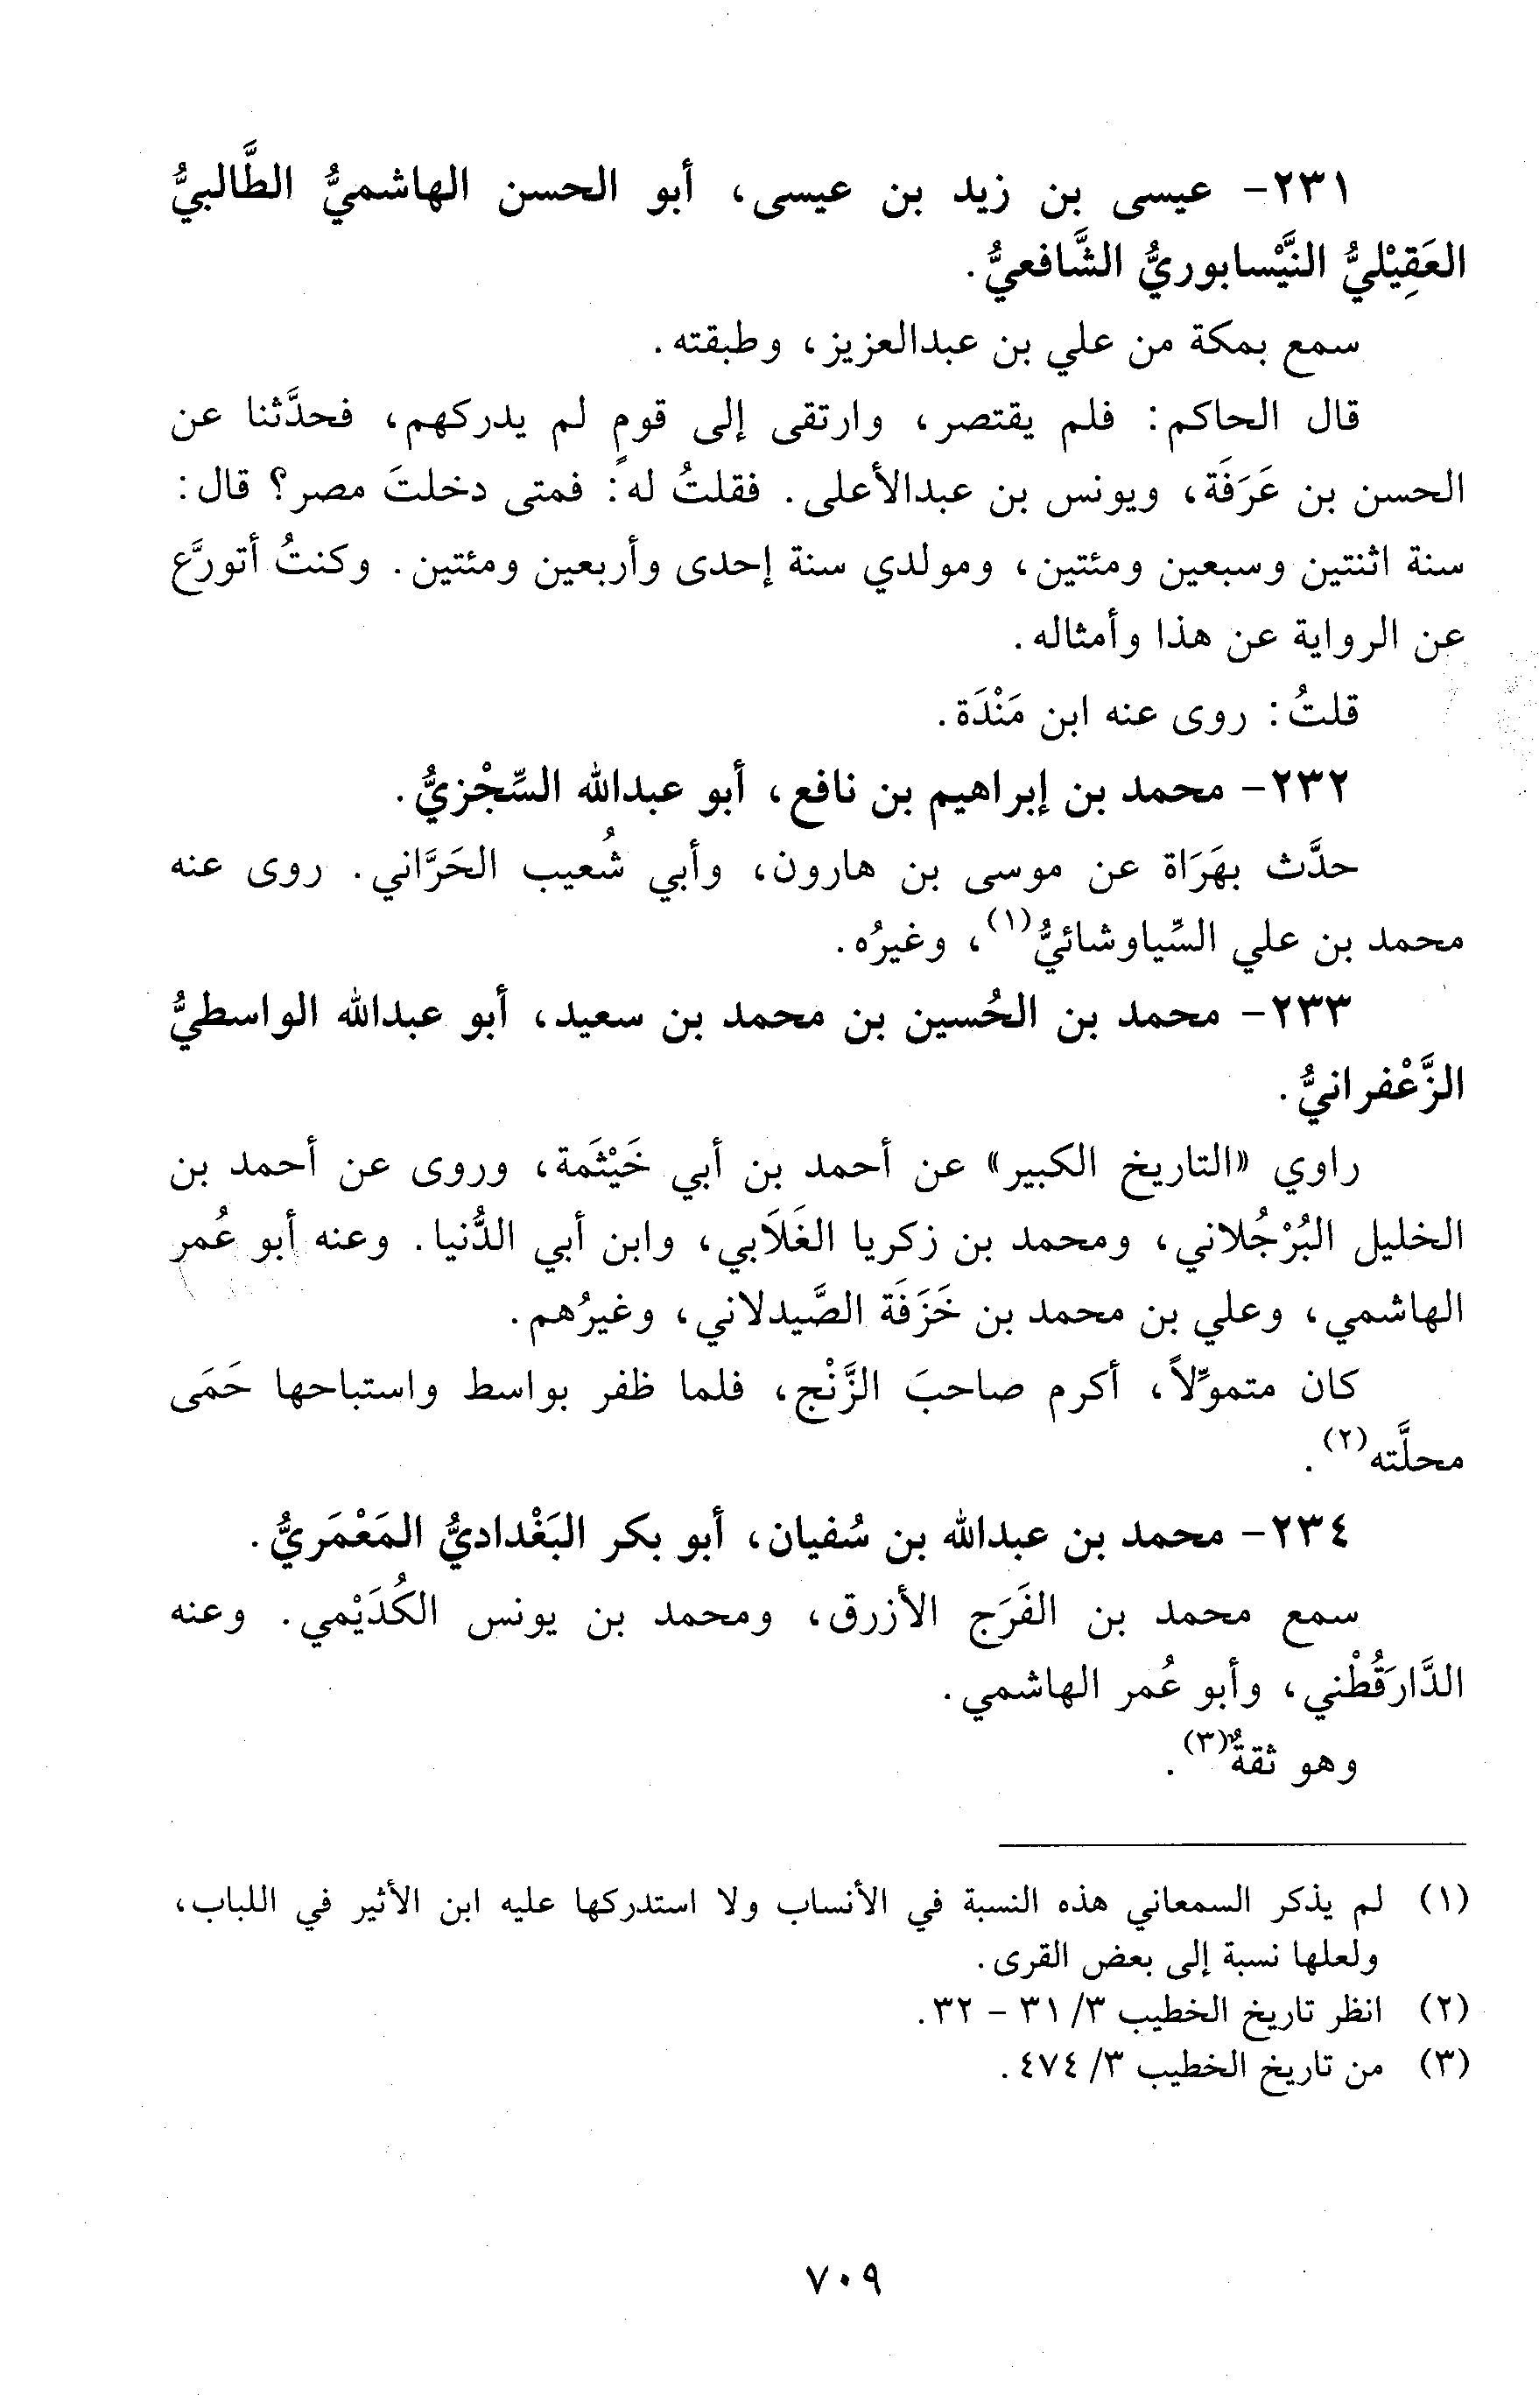 ٢٣١- عيسى بن زيد بن عيسى، أبو الحسن الهاشميُّ الطَّالبيُّ
العَقِيْليُّ النَّيْسابوريُّ الشَّافعيُّ.
سمع بمكة من علي بن عبدالعزيز، وطبقته.
قال الحاكم: فلم يقتصر، وارتقى إلى قومٍ لم يدركهم، فحدَّثنا عن
الحسن بن عَرَفَة، ويونس بن عبدالأعلى. فقلتُ له: فمتى دخلتَ مصر؟ قال:
سنة اثنتين وسبعين ومئتين، ومولدي سنة إحدى وأربعين ومئتين. وكنتُ أتورَّع
عن الرواية عن هذا وأمثاله.
قلتُ: روى عنه ابن مَنْدَة.
٢٣٢- محمد بن إبراهيم بن نافع، أبو عبدالله السِّجْزيُّ.
حدَّث بهَرَاة عن موسى بن هارون، وأبي شُعيب الحَرَّاني. روى عنه
محمد بن علي السِّياوشائيُّ(١)، وغيرُه.
٢٣٣- محمد بن الحُسين بن محمد بن سعيد، أبو عبدالله الواسطيُّ
الزَّعْفرانيُّ.
راوي «التاريخ الكبير» عن أحمد بن أبي خَيْثَمة، وروى عن أحمد بن
الخليل البُرْجُلاني، ومحمد بن زكريا الغَلَابي، وابن أبي الدُّنيا. وعنه أبو عُمر
الهاشمي، وعلي بن محمد بن خَزَفَة الصَّيدلاني، وغيرُهم.
كان متموِّلاً، أكرم صاحبَ الزَّنْج، فلما ظفر بواسط واستباحها حَمَى
محلَّته(٢).
٢٣٤- محمد بن عبدالله بن سُفيان، أبو بكر البَغْداديُّ المَعْمَريُّ.
سمع محمد بن الفَرَج الأزرق، ومحمد بن يونس الكُدَيْمي. وعنه
الدَّارَقُطْني، وأبو عُمر الهاشمي.
وهو ثقةٌ(٣).
(١) لم يذكر السمعاني هذه النسبة في الأنساب ولا استدركها عليه ابن الأثير في اللباب،
ولعلها نسبة إلى بعض القرى.
(٢) انظر تاريخ الخطيب ٣/ ٣١ - ٣٢.
(٣) من تاريخ الخطيب ٣/ ٤٧٤.
٧٠٩